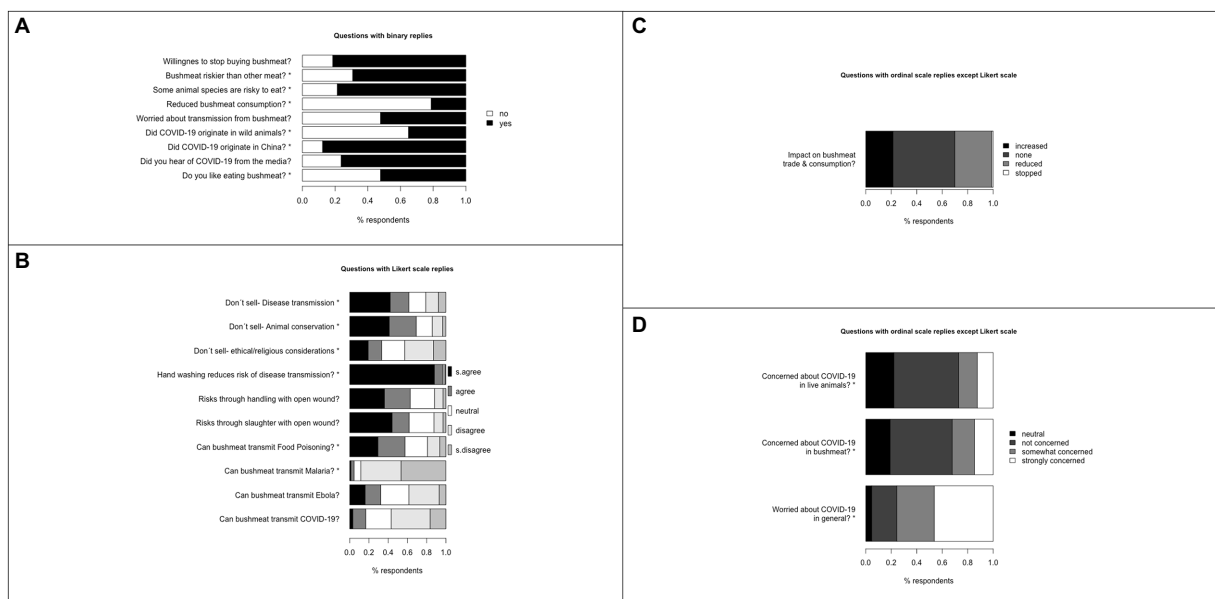 A
Questions with binary replies
Willingnes to stop buying bushmeat?
Bushmeat riskier than other meat? *
Some animal species are risky to eat? *
Reduced bushmeat consumption? *
Worried about transmission from bushmeat?
Did COVID-19 originate in wild animals? *
Did COVID-19 originate in China? *
Did you hear of COVID-19 from the media?
Do you like eating bushmeat? *
no
yes
0.0 0.2 0.4 0.6 0.8 1.0
% respondents
B
Questions with Likert scale replies
Don´t sell- Disease transmission *
Don´t sell- Animal conservation *
Don´t sell- ethical/religious considerations *
Hand washing reduces risk of disease transmission? *
Risks through handling with open wound?
Risks through slaughter with open wound?
Can bushmeat transmit Food Poisoning? *
Can bushmeat transmit Malaria? *
Can bushmeat transmit Ebola?
Can bushmeat transmit COVID-19?
s.agree
agree
neutral
disagree
s.disagree
0.0 0.2 0.4 0.6 0.8 1.0
% respondents
C
Questions with ordinal scale replies except Likert scale
Impact on bushmeat
trade & consumption?
increased
none
reduced
stopped
0.0 0.2 0.4 0.6 0.8 1.0
% respondents
D
Questions with ordinal scale replies except Likert scale
Concerned about COVID-19
in live animals? *
Concerned about COVID-19
in bushmeat? *
Worried about COVID-19
in general? *
neutral
not concerned
somewhat concerned
strongly concerned
0.0 0.2 0.4 0.6 0.8 1.0
% respondents